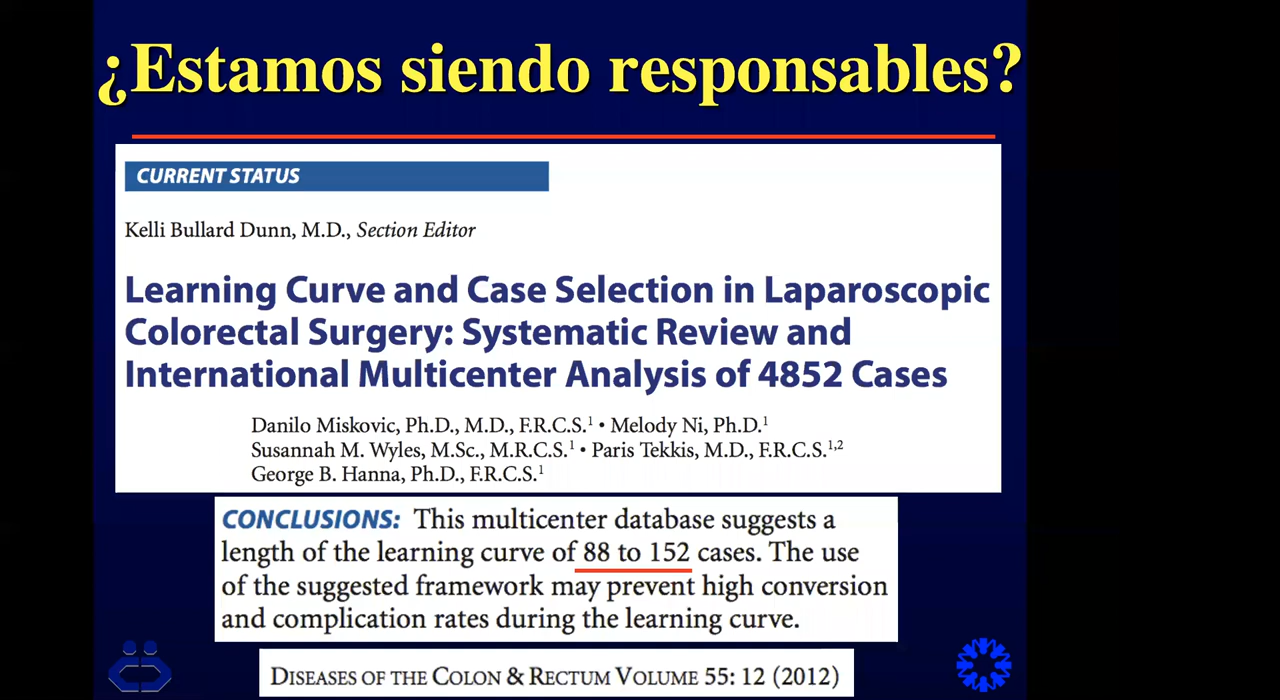 ¿Estamos siendo responsables?
CURRENT STATUS
Kelli Bullard Dunn, M.D., Section Editor
Learning Curve and Case Selection in Laparoscopic
Colorectal Surgery: Systematic Review and
International Multicenter Analysis of 4852 Cases
Danilo Miskovic, Ph.D., M.D., F.R.C.S.¹ • Melody Ni, Ph.D.¹
Susannah M. Wyles, M.Sc., M.R.C.S.¹ • Paris Tekkis, M.D., F.R.C.S.¹,²
George B. Hanna, Ph.D., F.R.C.S.¹
CONCLUSIONS: This multicenter database suggests a
length of the learning curve of 88 to 152 cases. The use
of the suggested framework may prevent high conversion
and complication rates during the learning curve.
DISEASES OF THE COLON & RECTUM VOLUME 55: 12 (2012)